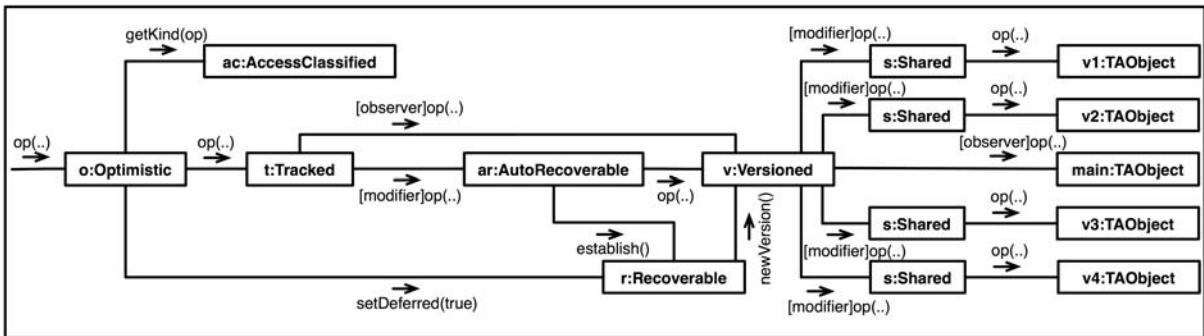 getKind(op)
ac:AccessClassified
[modifier]op(..)
s:Shared
op(..)
v1:TAObject
[modifier]op(..)
s:Shared
op(..)
v2:TAObject
[observer]op(..)
op(..)
o:Optimistic
op(..)
t:Tracked
[modifier]op(..)
ar:AutoRecoverable
op(..)
v:Versioned
[observer]op(..)
main:TAObject
establish()
r:Recoverable
newVersion()
setDeferred(true)
[modifier]op(..)
s:Shared
op(..)
v3:TAObject
[modifier]op(..)
s:Shared
op(..)
v4:TAObject